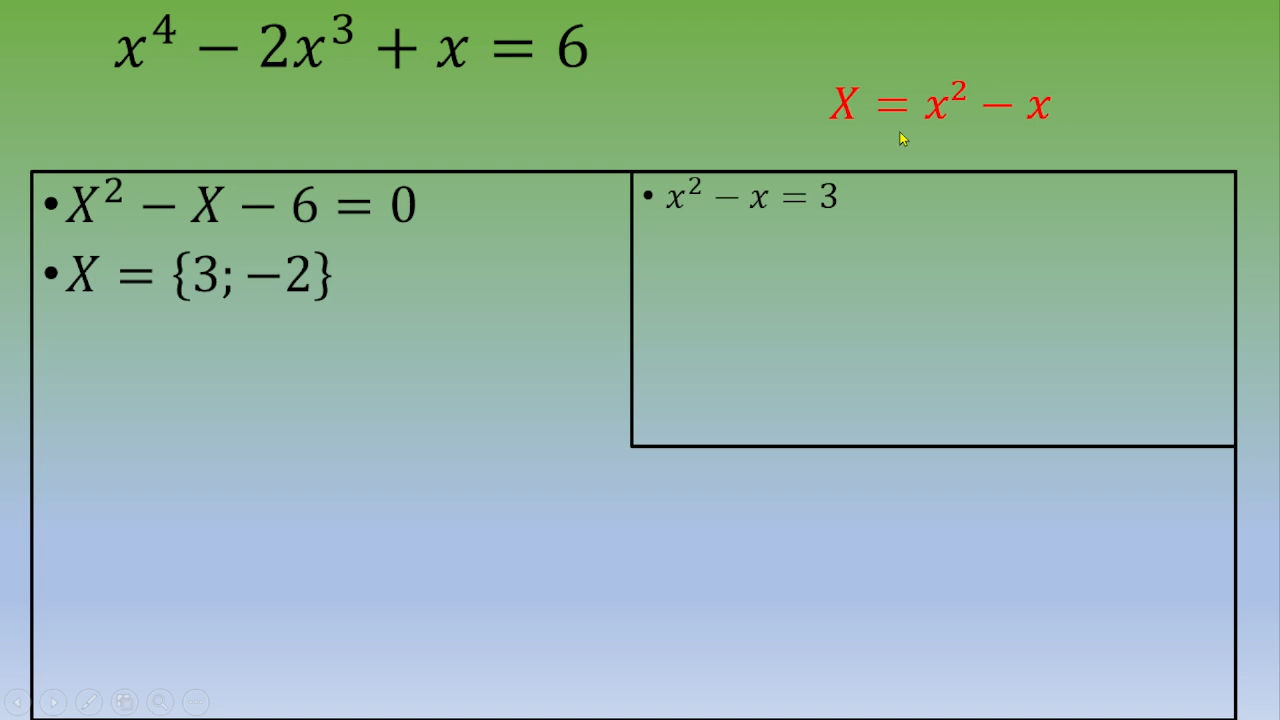 x⁴ − 2x³ + x = 6
X = x² − x
• X² − X − 6 = 0
• X = {3; −2}
• x² − x = 3